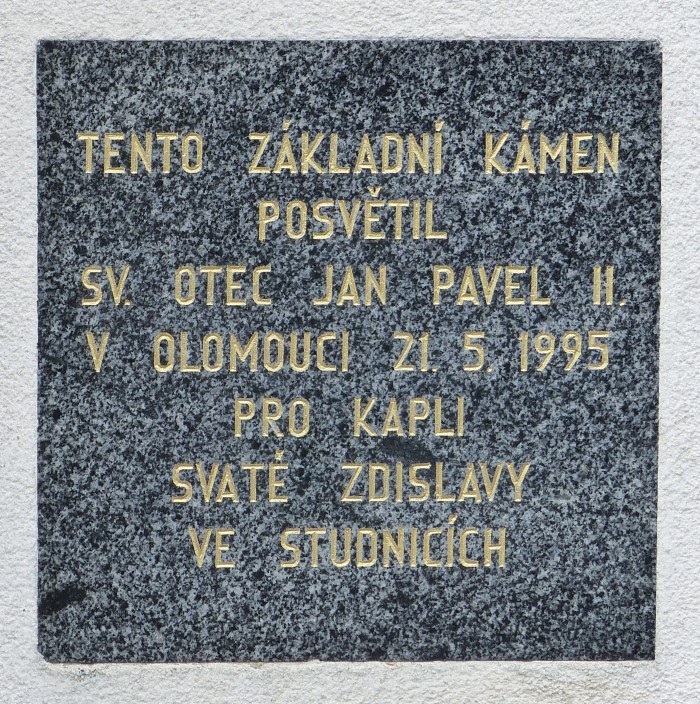 TENTO ZÁKLADNÍ KÁMEN
POSVĚTIL
SV. OTEC JAN PAVEL II.
V OLOMOUCI 21. 5. 1995
PRO KAPLI
SVATÉ ZDISLAVY
VE STUDNICÍCH